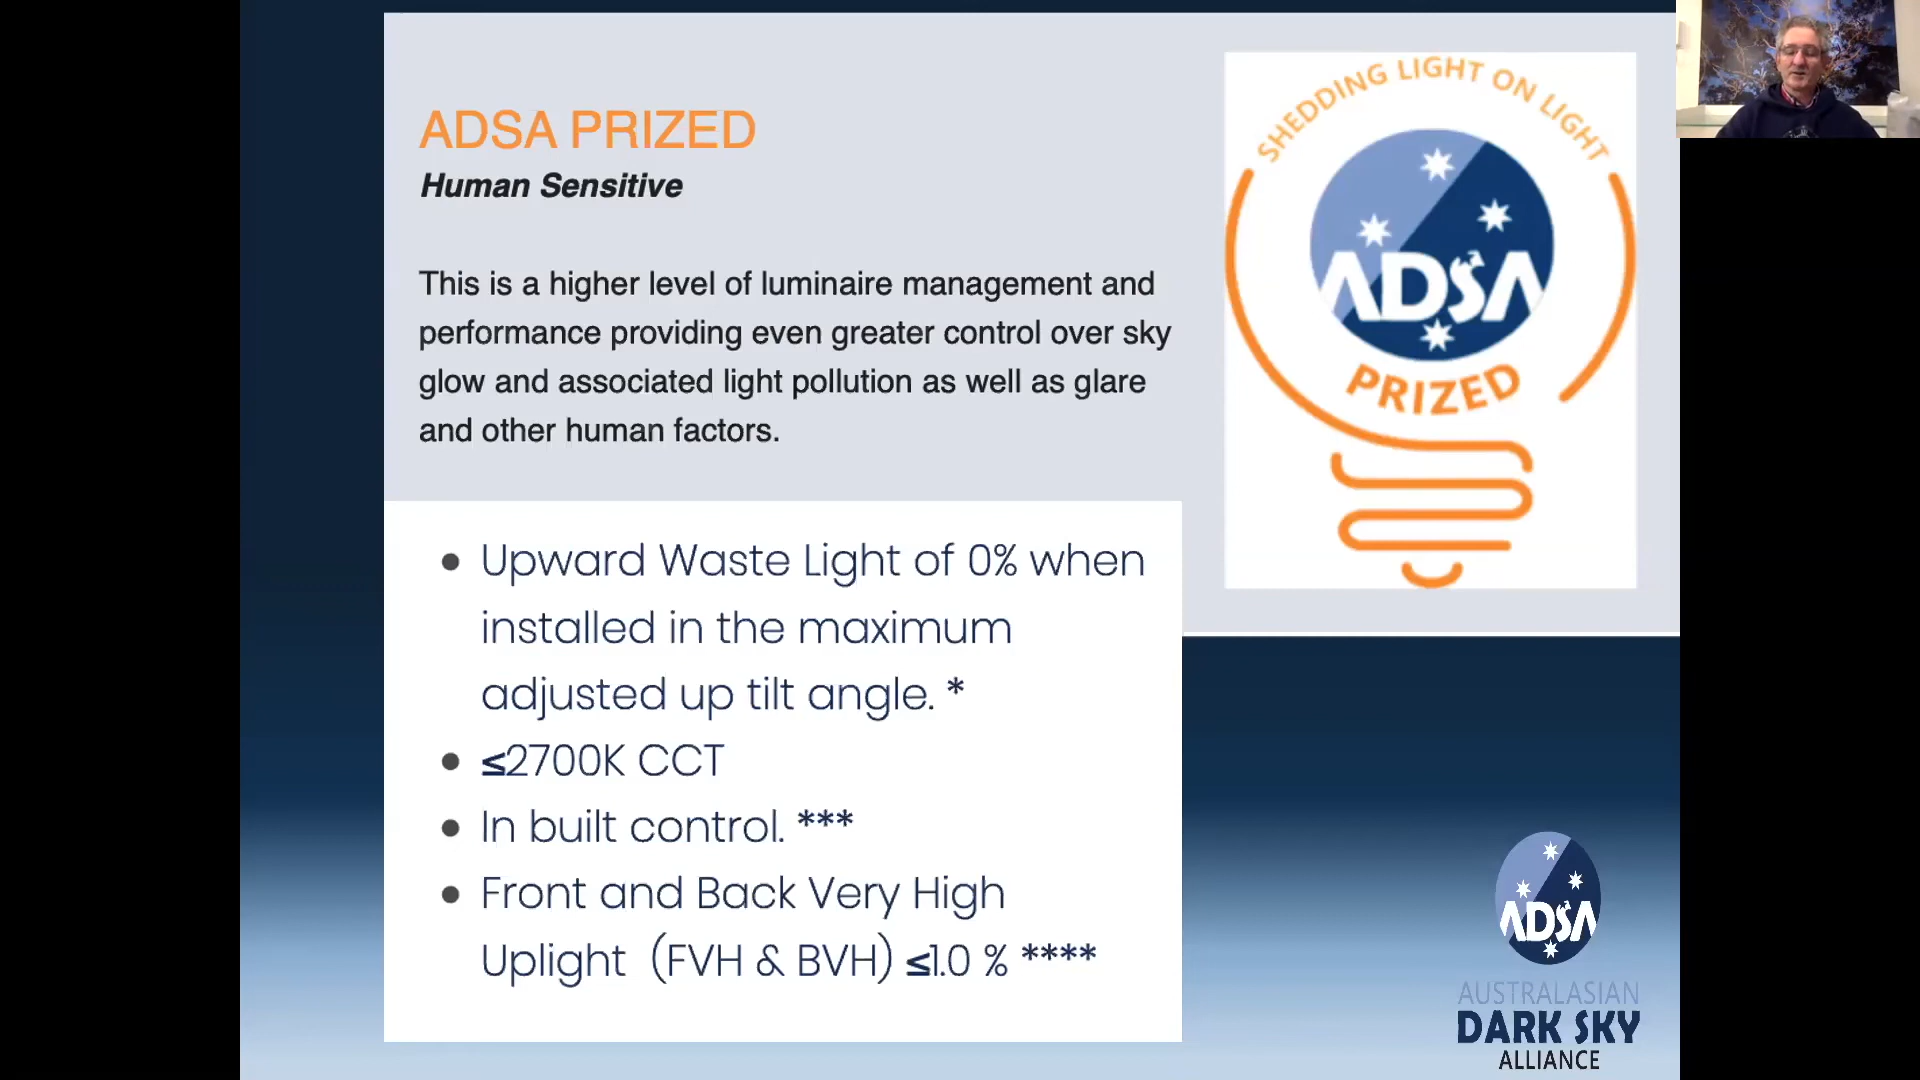 ADSA PRIZED
Human Sensitive
This is a higher level of luminaire management and
performance providing even greater control over sky
glow and associated light pollution as well as glare
and other human factors.
SHEDDING LIGHT ON LIGHT
ADSA
PRIZED
● Upward Waste Light of 0% when
installed in the maximum
adjusted up tilt angle. *
● ≤2700K CCT
● In built control. ***
● Front and Back Very High
Uplight (FVH & BVH) ≤1.0 % ****
ADSA
AUSTRALASIAN
DARK SKY
ALLIANCE